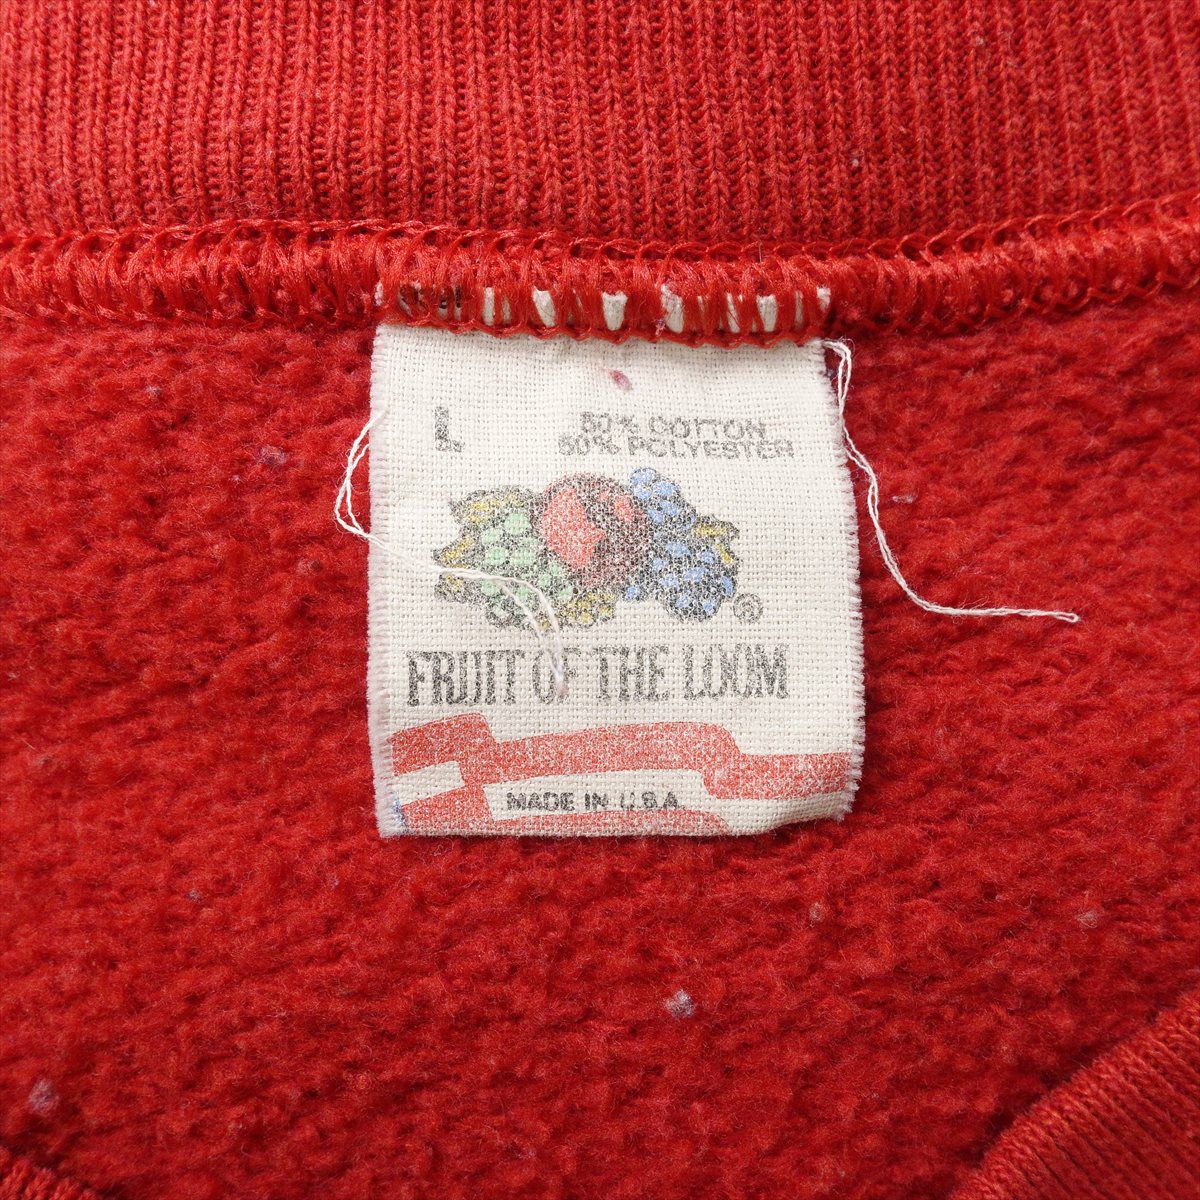 L
50% COTTON
50% POLYESTER
®
FRUIT OF THE LOOM
MADE IN U.S.A.